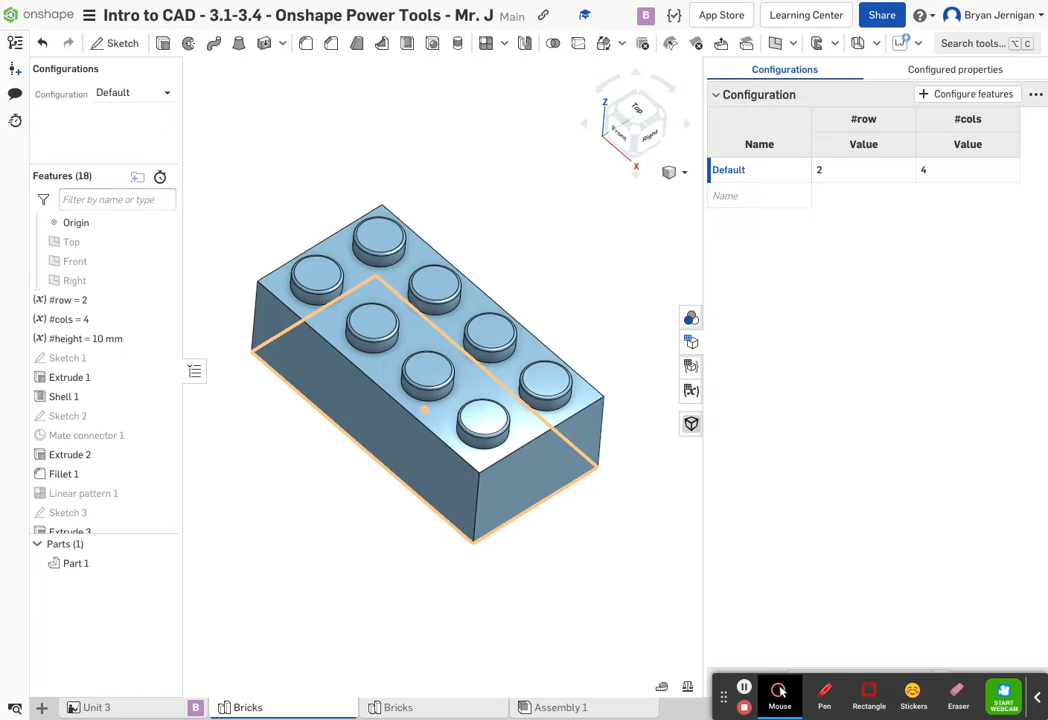 onshape
Intro to CAD - 3.1-3.4 - Onshape Power Tools - Mr. J
Main
B
App Store
Learning Center
Share
Bryan Jernigan
Sketch
Search tools...
⌥ C
Configurations
Configuration
Default
Features (18)
Filter by name or type
Origin
Top
Front
Right
(x) #row = 2
(x) #cols = 4
(x) #height = 10 mm
Sketch 1
Extrude 1
Shell 1
Sketch 2
Mate connector 1
Extrude 2
Fillet 1
Linear pattern 1
Sketch 3
Extrude 3
Parts (1)
Part 1
Z
Top
Front
Right
X
Configurations
Configured properties
Configuration
+ Configure features
#row
#cols
Name
Value
Value
Default
2
4
Name
Mouse
Pen
Rectangle
Stickers
Eraser
START
WEBCAM
Unit 3
B
Bricks
Bricks
Assembly 1